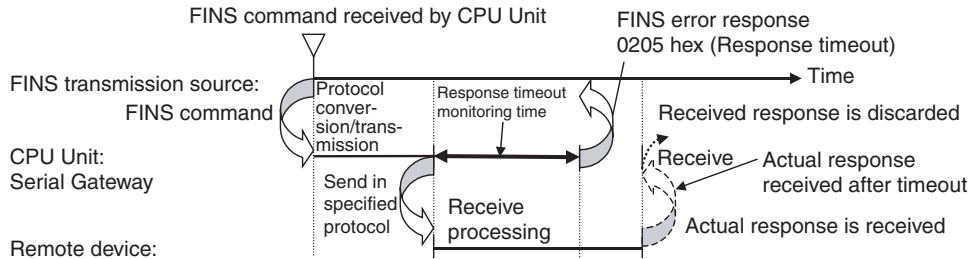 FINS command received by CPU Unit
FINS error response
0205 hex (Response timeout)
FINS transmission source:
Time
FINS command
Protocol
conver-
sion/trans-
mission
Response timeout
monitoring time
Received response is discarded
CPU Unit:
Serial Gateway
Receive
Actual response
received after timeout
Send in
specified
protocol
Receive
processing
Actual response is received
Remote device: